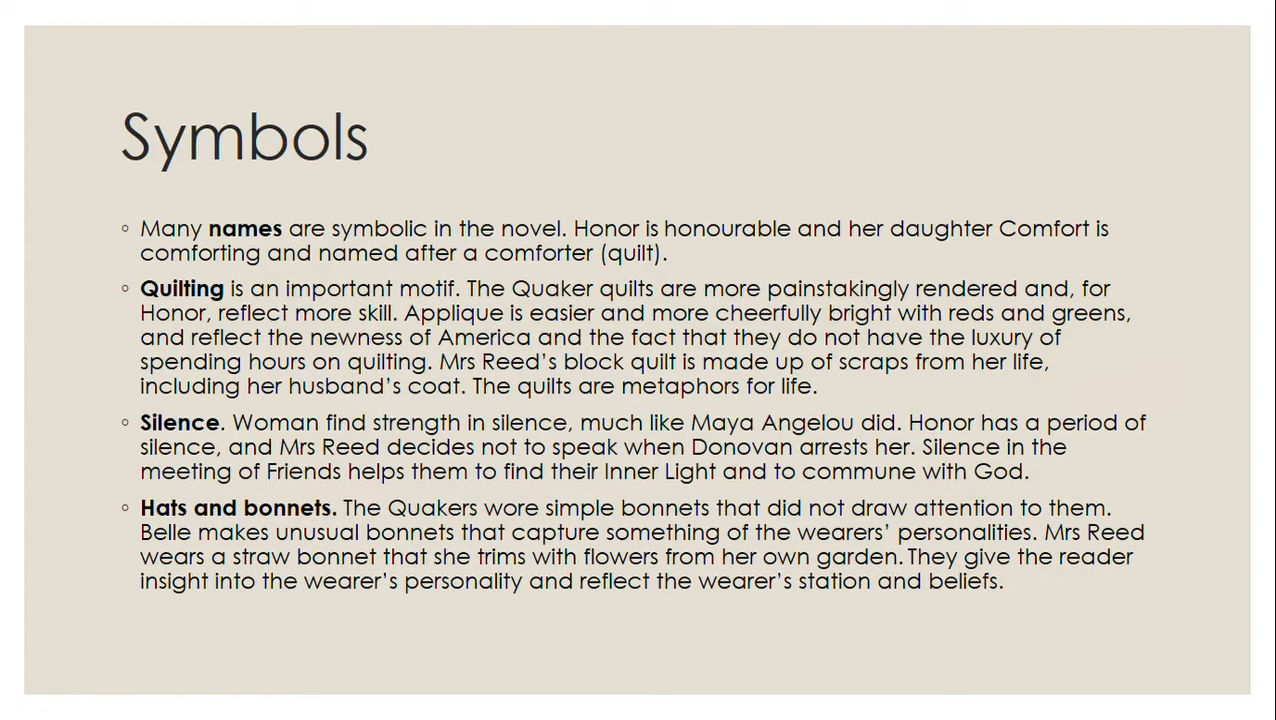 Symbols
◦ Many names are symbolic in the novel. Honor is honourable and her daughter Comfort is
comforting and named after a comforter (quilt).
◦ Quilting is an important motif. The Quaker quilts are more painstakingly rendered and, for
Honor, reflect more skill. Applique is easier and more cheerfully bright with reds and greens,
and reflect the newness of America and the fact that they do not have the luxury of
spending hours on quilting. Mrs Reed’s block quilt is made up of scraps from her life,
including her husband’s coat. The quilts are metaphors for life.
◦ Silence. Woman find strength in silence, much like Maya Angelou did. Honor has a period of
silence, and Mrs Reed decides not to speak when Donovan arrests her. Silence in the
meeting of Friends helps them to find their Inner Light and to commune with God.
◦ Hats and bonnets. The Quakers wore simple bonnets that did not draw attention to them.
Belle makes unusual bonnets that capture something of the wearers’ personalities. Mrs Reed
wears a straw bonnet that she trims with flowers from her own garden. They give the reader
insight into the wearer’s personality and reflect the wearer’s station and beliefs.